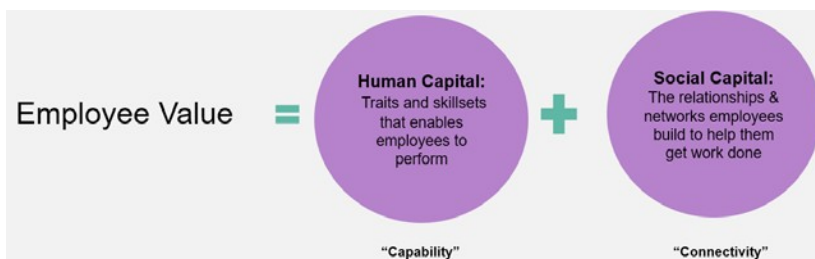 Employee Value
=
Human Capital:
Traits and skillsets
that enables
employees to
perform
+
Social Capital:
The relationships &
networks employees
build to help them
get work done
“Capability”
“Connectivity”